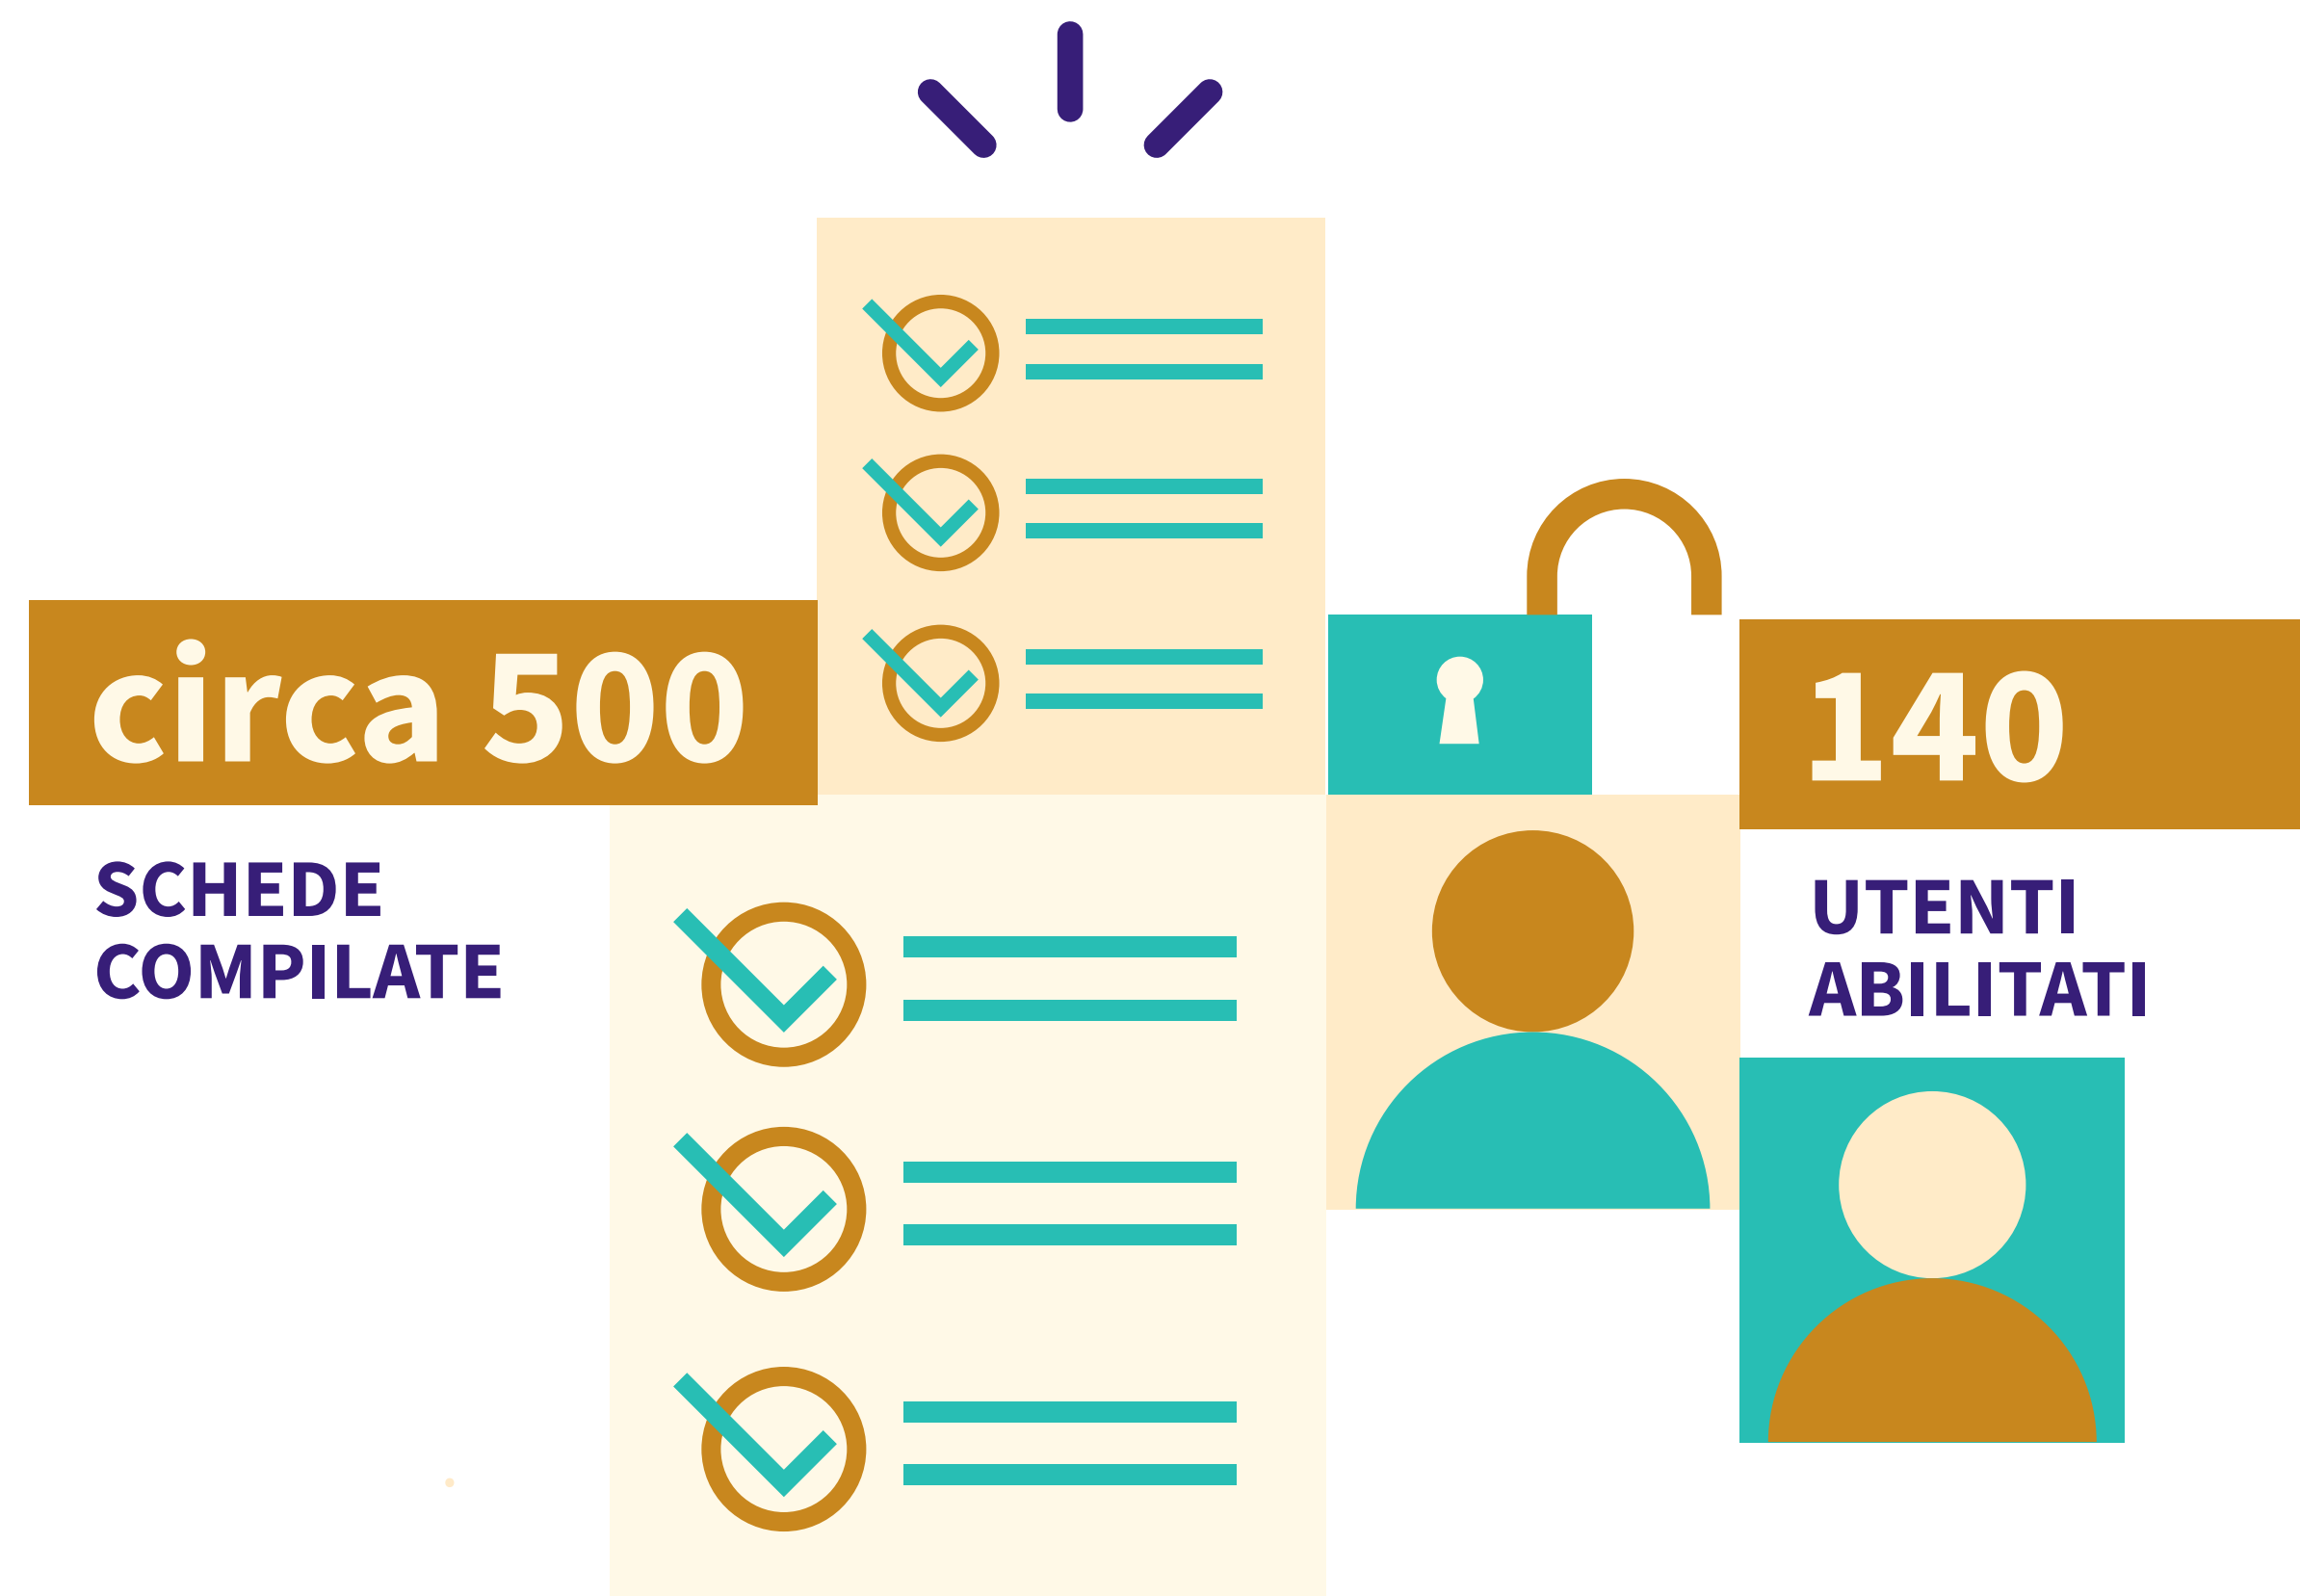 circa 500
SCHEDE
COMPILATE
140
UTENTI
ABILITATI